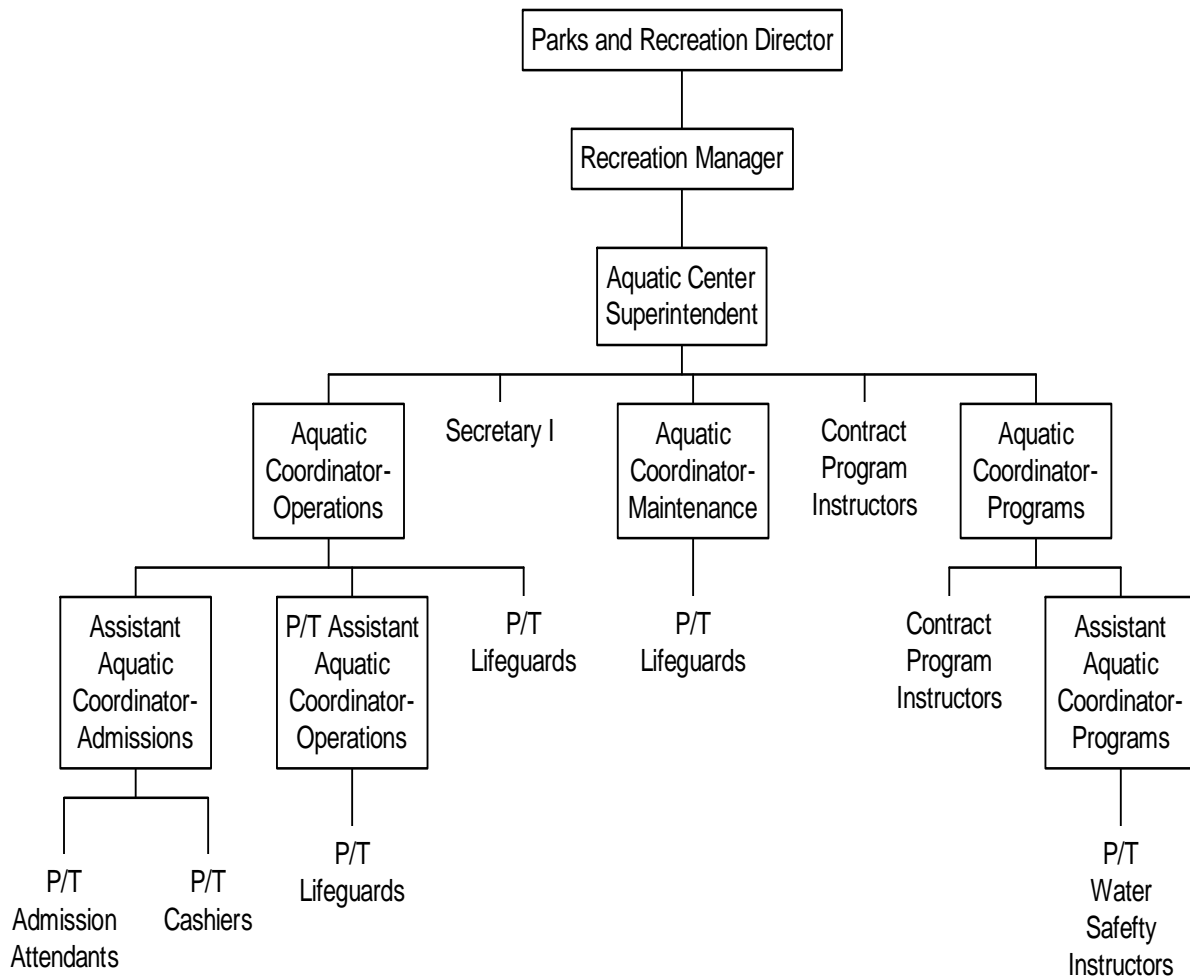 Parks and Recreation Director
Recreation Manager
Aquatic Center
Superintendent
Aquatic
Coordinator-
Operations
Secretary I
Aquatic
Coordinator-
Maintenance
Contract
Program
Instructors
Aquatic
Coordinator-
Programs
Assistant
Aquatic
Coordinator-
Admissions
P/T Assistant
Aquatic
Coordinator-
Operations
P/T
Lifeguards
P/T
Lifeguards
Contract
Program
Instructors
Assistant
Aquatic
Coordinator-
Programs
P/T
Admission
Attendants
P/T
Cashiers
P/T
Lifeguards
P/T
Water
Safefty
Instructors